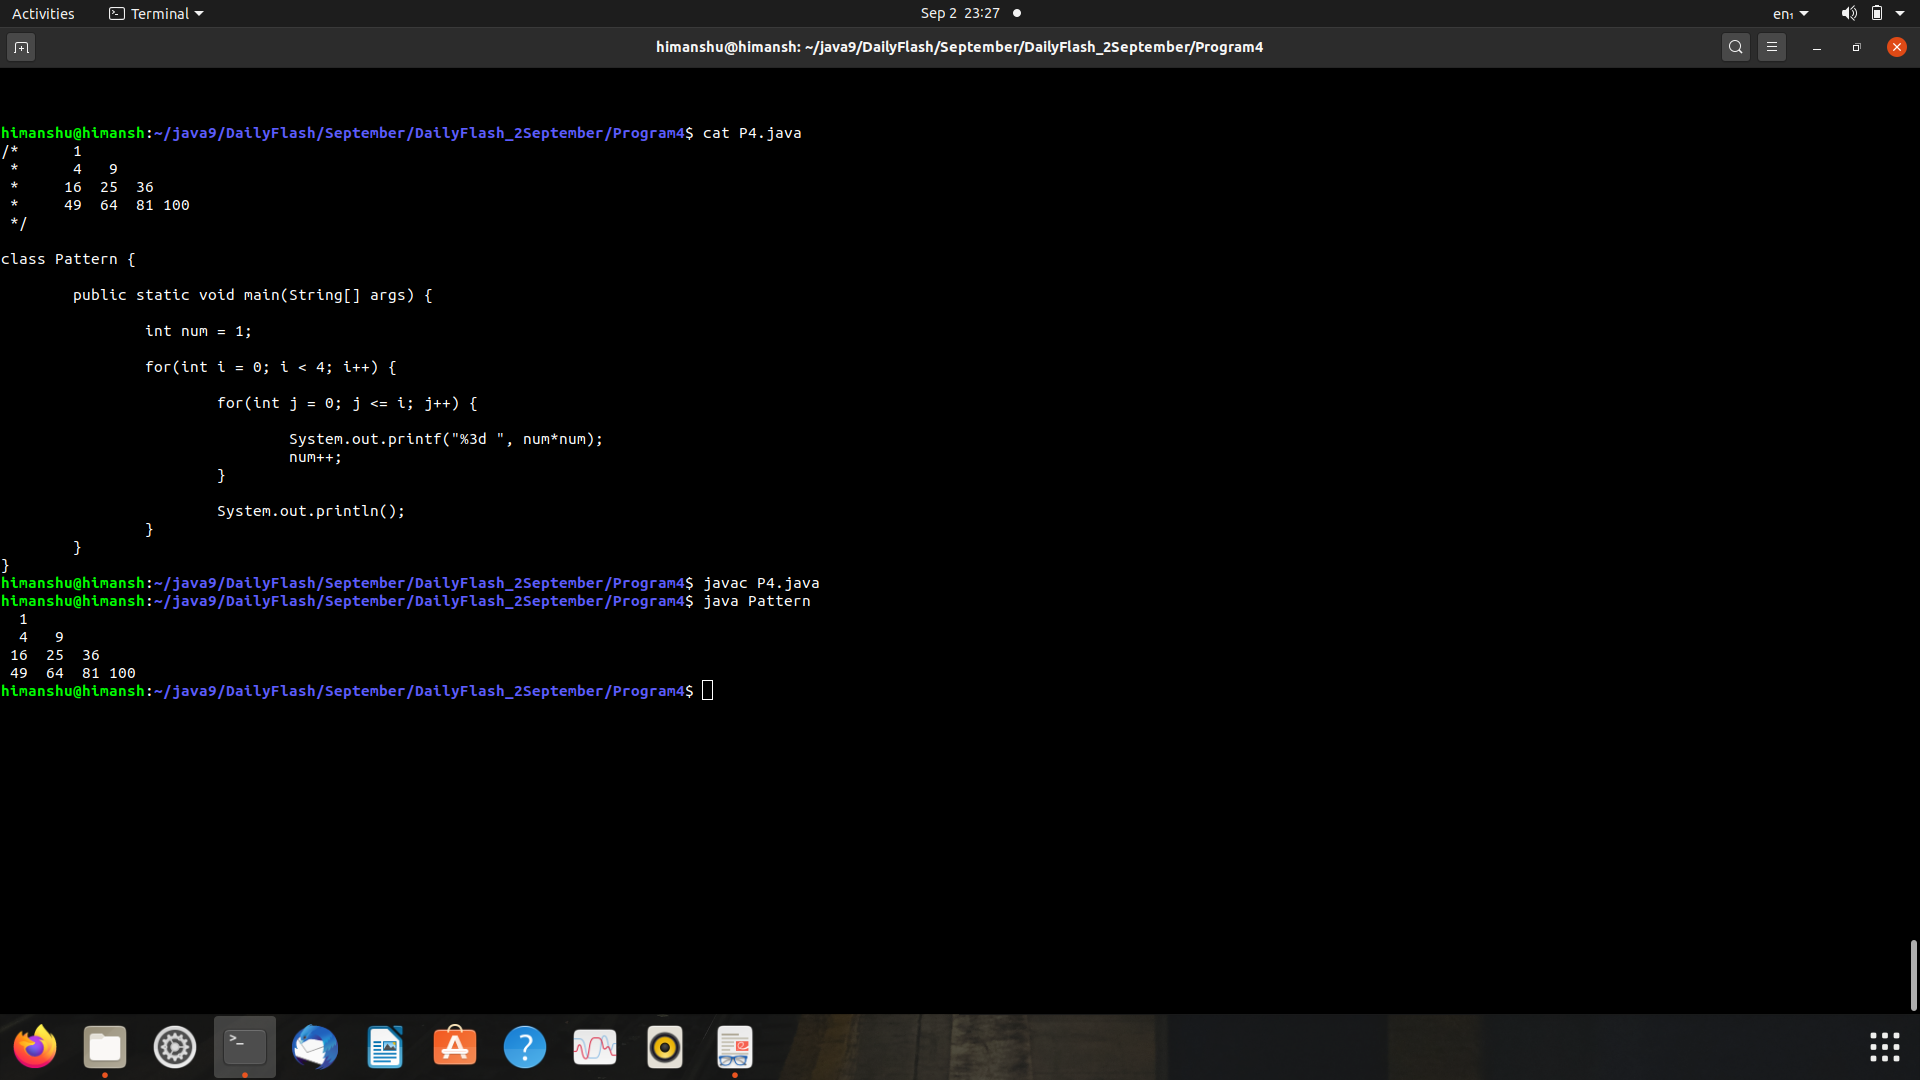 Activities Terminal Sep 2 23:27 en₁
himanshu@himansh: ~/java9/DailyFlash/September/DailyFlash_2September/Program4
himanshu@himansh:~/java9/DailyFlash/September/DailyFlash_2September/Program4$ cat P4.java
/*      1
 *      4   9
 *     16  25  36
 *     49  64  81 100
 */
class Pattern {
        public static void main(String[] args) {
                int num = 1;
                for(int i = 0; i < 4; i++) {
                        for(int j = 0; j <= i; j++) {
                                System.out.printf("%3d ", num*num);
                                num++;
                        }
                        System.out.println();
                }
        }
}
himanshu@himansh:~/java9/DailyFlash/September/DailyFlash_2September/Program4$ javac P4.java
himanshu@himansh:~/java9/DailyFlash/September/DailyFlash_2September/Program4$ java Pattern
  1
  4   9
 16  25  36
 49  64  81 100
himanshu@himansh:~/java9/DailyFlash/September/DailyFlash_2September/Program4$